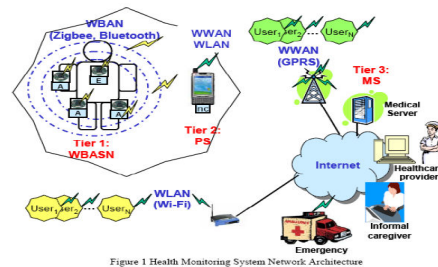 WBAN
(Zigbee, Bluetooth)
E
A
A
A
Tier 1:
WBASN
WWAN
WLAN
nc
Tier 2:
PS
User1 User2 ... UserN
WWAN
(GPRS)
Tier 3:
MS
Medical
Server
Internet
Healthcare
provider
Informal
caregiver
User1 User2 ... UserN
WLAN
(Wi-Fi)
Emergency
Figure 1 Health Monitoring System Network Architecture